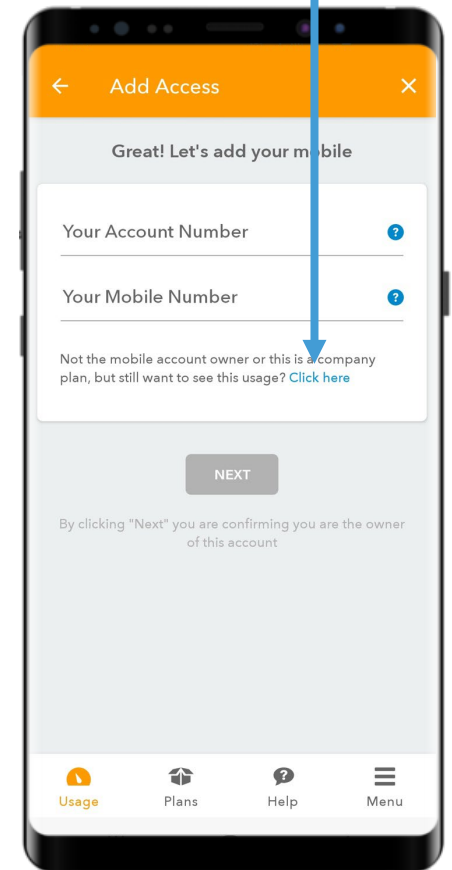 Add Access
Great! Let's add your mobile
Your Account Number
Your Mobile Number
Not the mobile account owner or this is a company
plan, but still want to see this usage? Click here
NEXT
By clicking "Next" you are confirming you are the owner
of this account
Usage Plans Help Menu